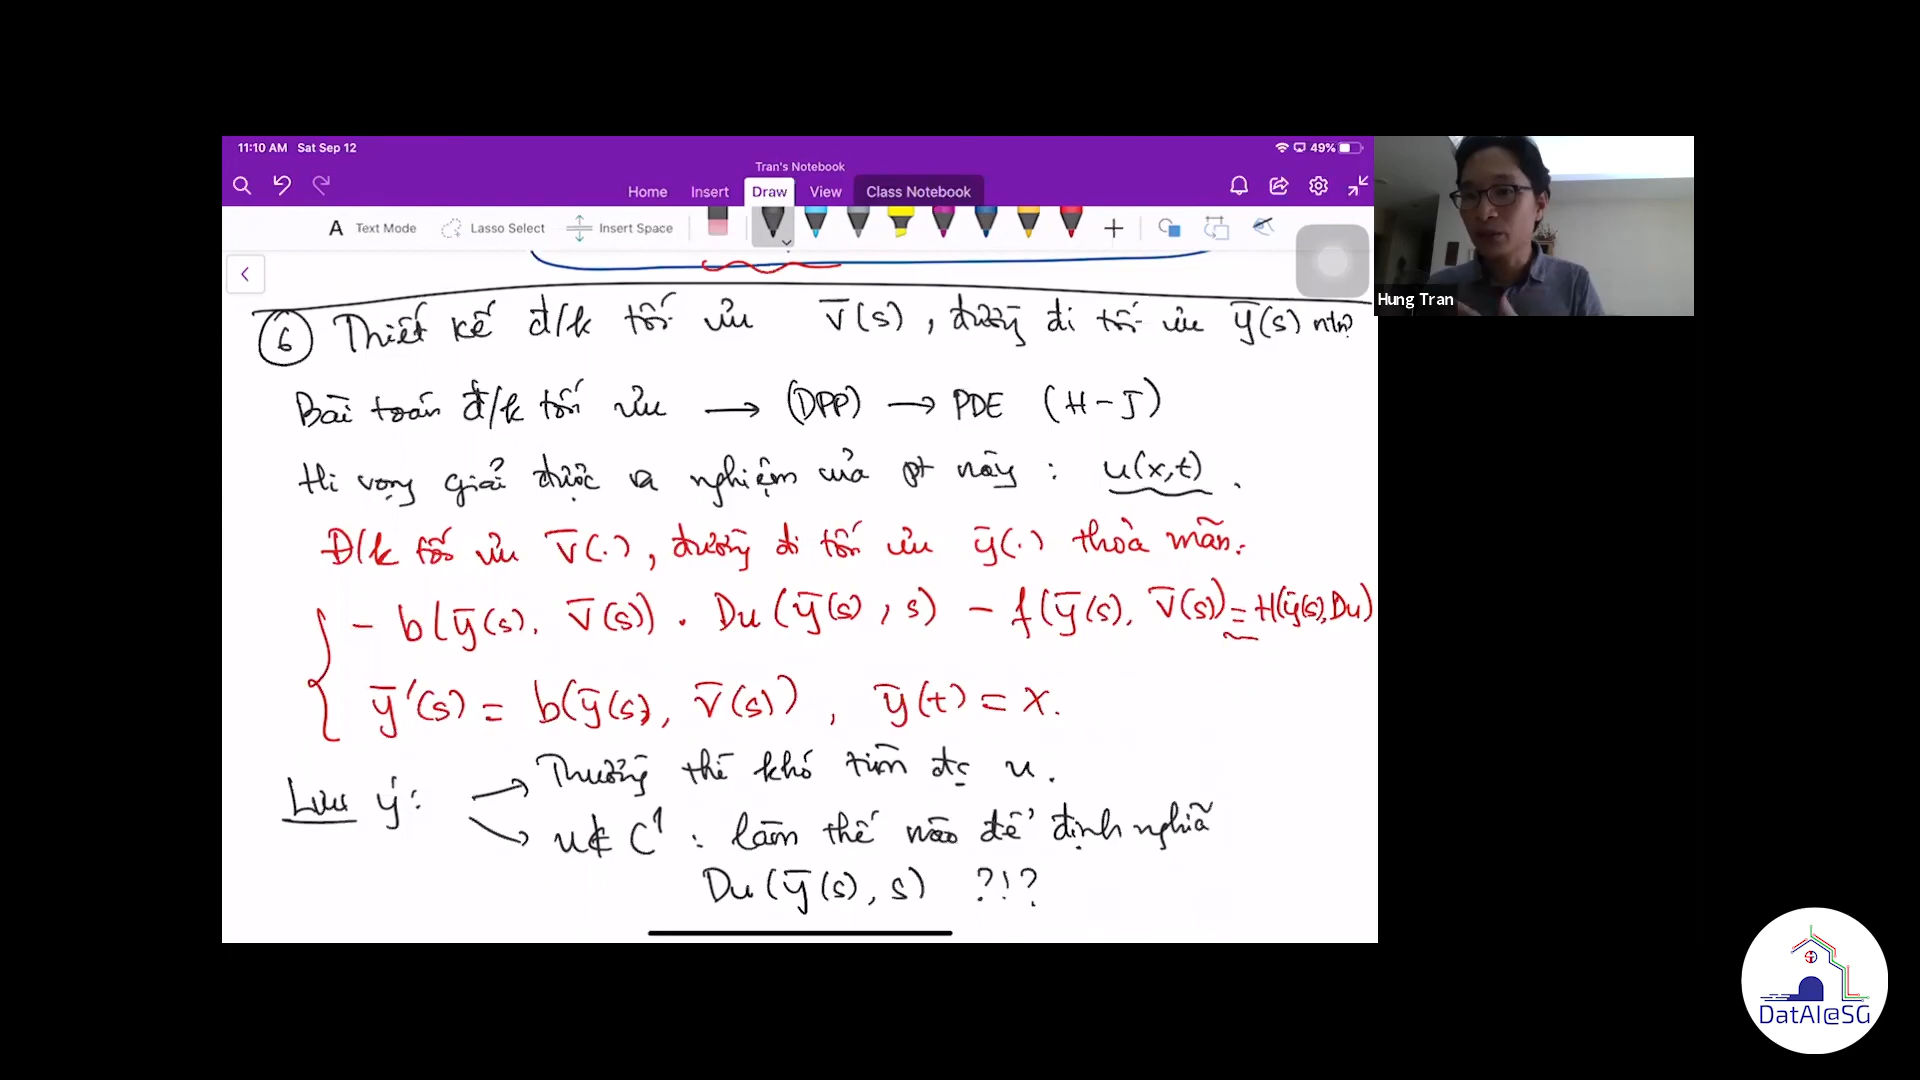 11:10 AM Sat Sep 12
49%
Tran's Notebook
Home Insert Draw View Class Notebook
A Text Mode Lasso Select Insert Space
Hung Tran
⑥ Thiết kế đ/k tối ưu v̅(s), đường đi tối ưu y̅(s) ntn?
Bài toán đ/k tối ưu → (DPP) → PDE (H-J)
Hi vọng giải được ra nghiệm của pt này : u(x,t).
Đ/k tối ưu v̅(.), đường đi tối ưu y̅(.) thỏa mãn:
- b(y̅(s), v̅(s)) . Du(y̅(s), s) - f(y̅(s), v̅(s)) = H(y̅(s), Du)
y̅'(s) = b(y̅(s), v̅(s)), y̅(t) = x.
Lưu ý: → Thường thì khó tìm đc u.
→ u ∉ C¹ : làm thế nào để định nghĩa
Du(y̅(s), s) ?!?
DatAI@SG